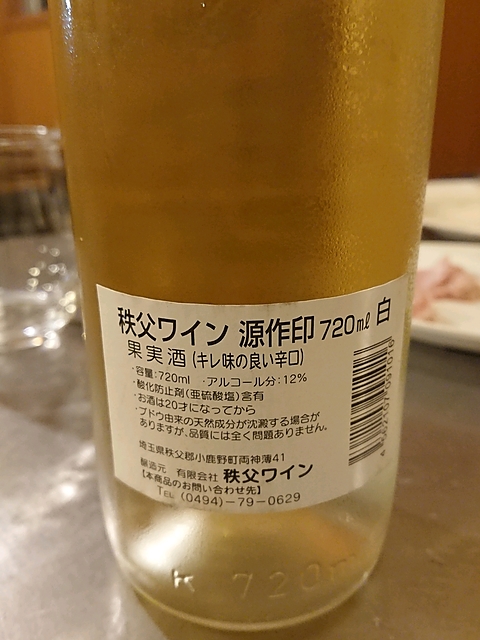 秩父ワイン 源作印 720㎖ 白
果実酒(キレ味の良い辛口)
・容量:720ml ・アルコール分:12%
・酸化防止剤(亜硫酸塩)含有
・お酒は20才になってから
・ブドウ由来の天然成分が沈澱する場合が
ありますが、品質には全く問題ありません。
埼玉県秩父郡小鹿野町両神薄41
醸造元 有限会社 秩父ワイン
【本商品のお問い合わせ先】
TEL (0494)-79-0629
K 720m